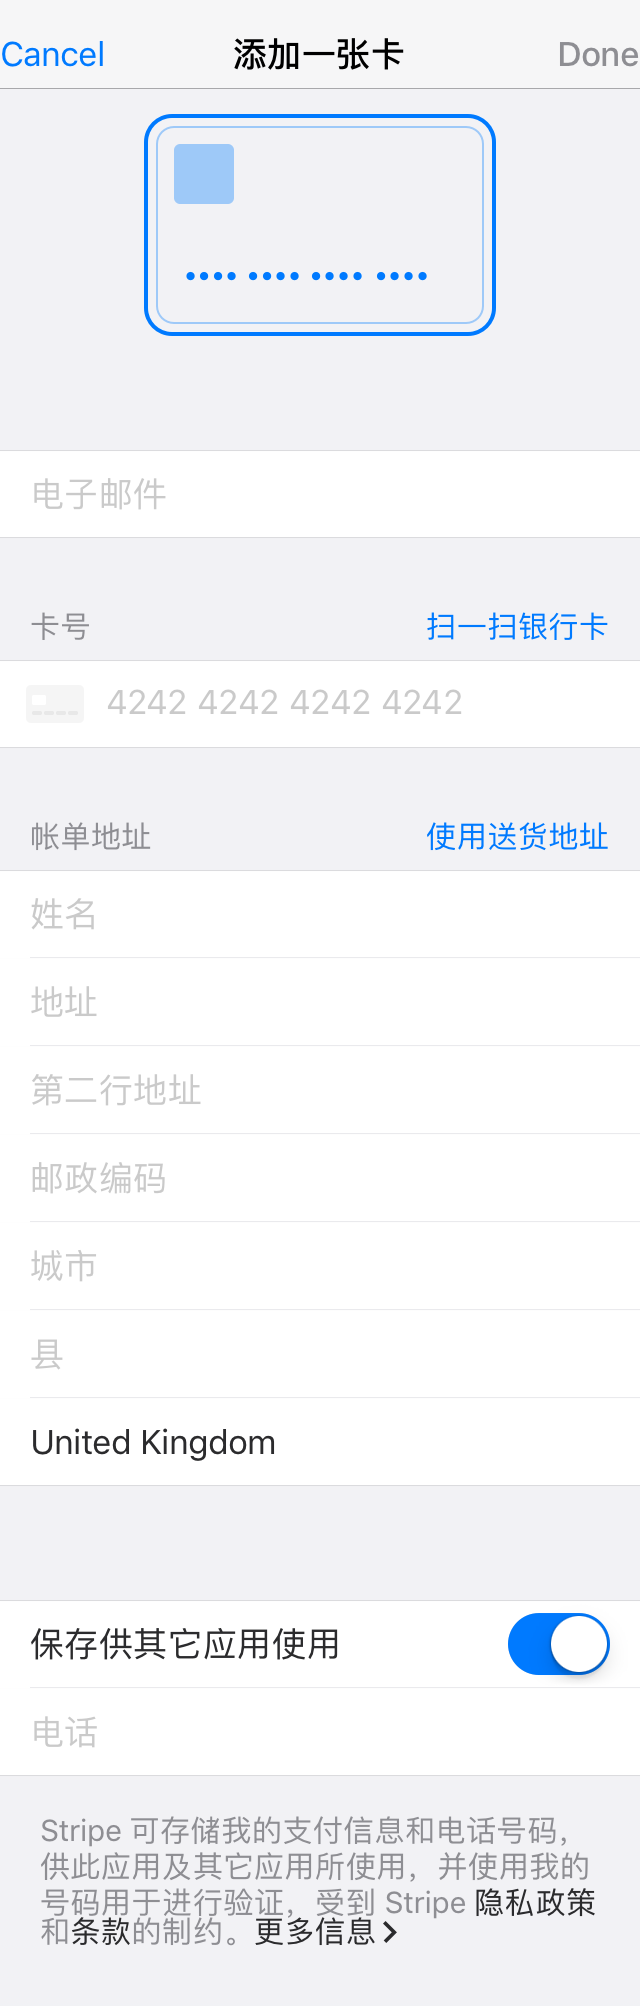 Cancel 添加一张卡 Done
电子邮件
卡号 扫一扫银行卡
4242 4242 4242 4242
帐单地址 使用送货地址
姓名
地址
第二行地址
邮政编码
城市
县
United Kingdom
保存供其它应用使用
电话
Stripe 可存储我的支付信息和电话号码，
供此应用及其它应用所使用，并使用我的
号码用于进行验证，受到 Stripe 隐私政策
和条款的制约。更多信息